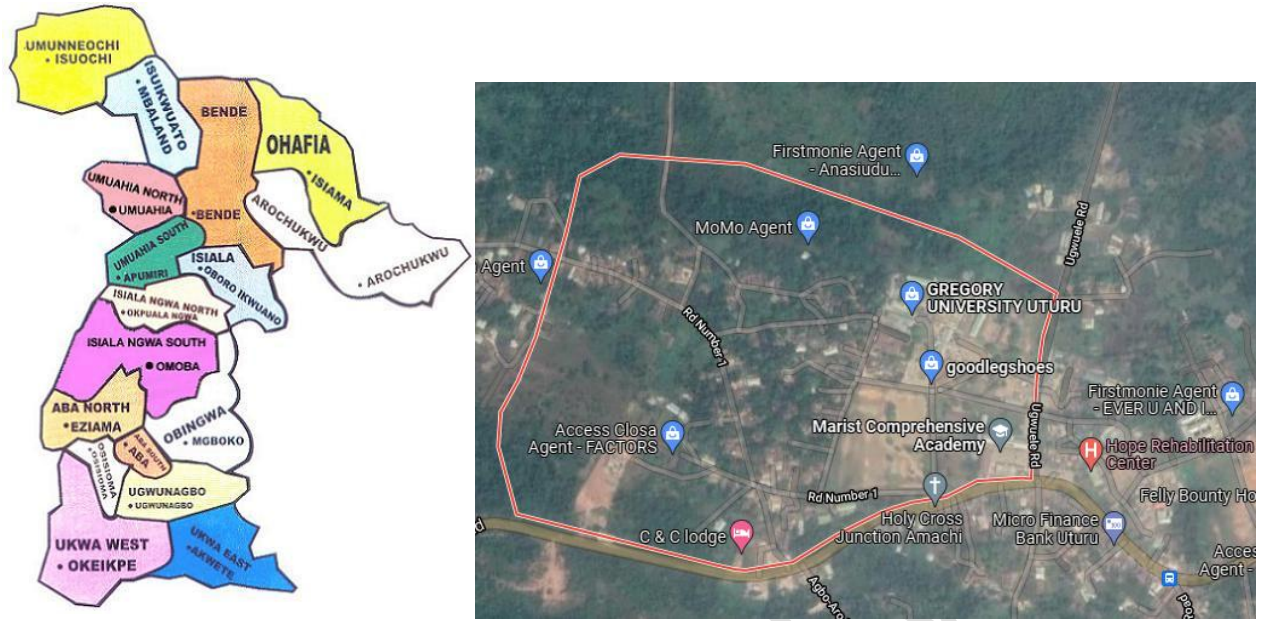 UMUNNEOCHI
• ISUOCHI
ISUIKWUATO
• MBALAND
BENDE
• BENDE
OHAFIA
• ISIAMA
AROCHUKWU
• AROCHUKWU
UMUAHIA NORTH
• UMUAHIA
UMUAHIA SOUTH
• APUMIRI
ISIALA
• OBORO IKWUANO
ISIALA NGWA NORTH
• OKPUALA NGWA
ISIALA NGWA SOUTH
• OMOBA
ABA NORTH
• EZIAMA
OBINGWA
• MGBOKO
ABA SOUTH
• ABA
OSISIOMA
• OSISIOMA
UGWUNAGBO
• UGWUNAGBO
UKWA WEST
• OKEIKPE
UKWA EAST
• AKWETE
Firstmonie Agent
- Anasiudu...
MoMo Agent
Agent
Ugwuele Rd
GREGORY
UNIVERSITY UTURU
Rd Number 1
goodlegshoes
Firstmonie Agent
- EVER U AND I...
Access Closa
Agent - FACTORS
Marist Comprehensive
Academy
Ugwuele Rd
H
Hope Rehabilitation
Center
Rd Number 1
Felly Bounty Ho
Holy Cross
Junction Amachi
Micro Finance
Bank Uturu
C & C lodge
Acces
Agent -